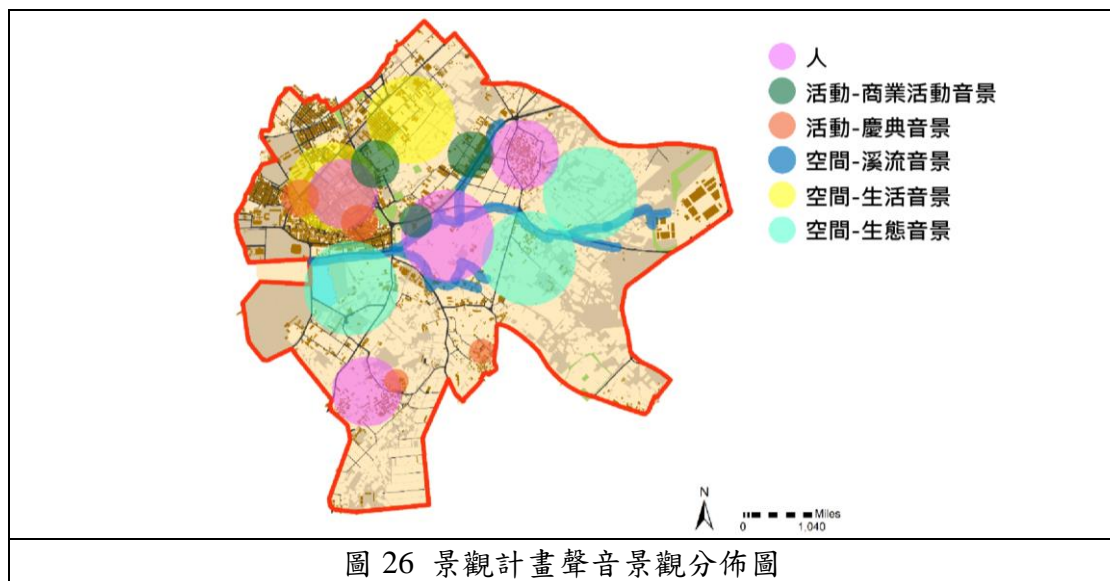 人
活動-商業活動音景
活動-慶典音景
空間-溪流音景
空間-生活音景
空間-生態音景
N
Miles
0 1,040
圖 26 景觀計畫聲音景觀分佈圖